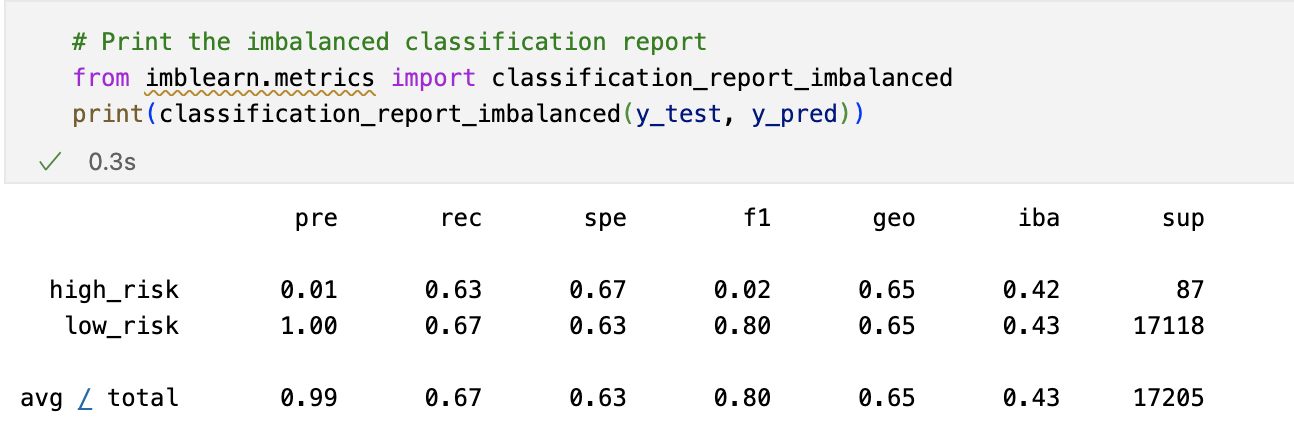 # Print the imbalanced classification report
from imblearn.metrics import classification_report_imbalanced
print(classification_report_imbalanced(y_test, y_pred))
0.3s
pre rec spe f1 geo iba sup
high_risk 0.01 0.63 0.67 0.02 0.65 0.42 87
low_risk 1.00 0.67 0.63 0.80 0.65 0.43 17118
avg / total 0.99 0.67 0.63 0.80 0.65 0.43 17205